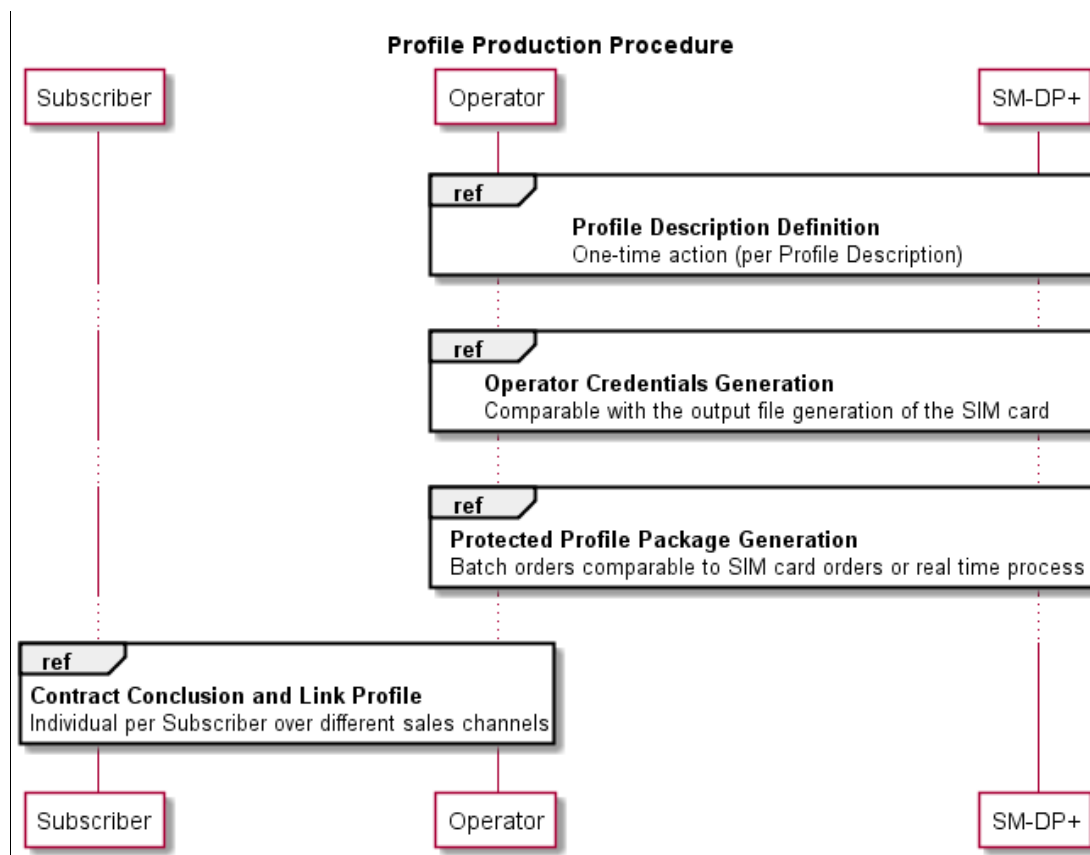 Profile Production Procedure
Subscriber
Operator
SM-DP+
ref
Profile Description Definition
One-time action (per Profile Description)
ref
Operator Credentials Generation
Comparable with the output file generation of the SIM card
ref
Protected Profile Package Generation
Batch orders comparable to SIM card orders or real time process
ref
Contract Conclusion and Link Profile
Individual per Subscriber over different sales channels
Subscriber
Operator
SM-DP+